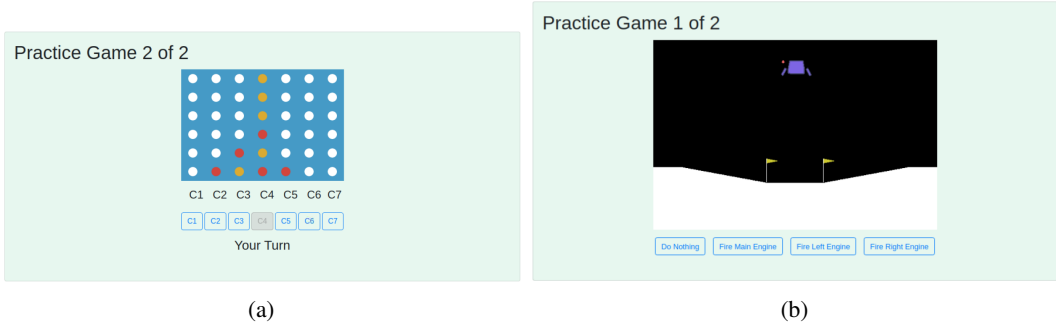 Practice Game 2 of 2
C1 C2 C3 C4 C5 C6 C7
C1 C2 C3 C4 C5 C6 C7
Your Turn
(a)
Practice Game 1 of 2
Do Nothing Fire Main Engine Fire Left Engine Fire Right Engine
(b)